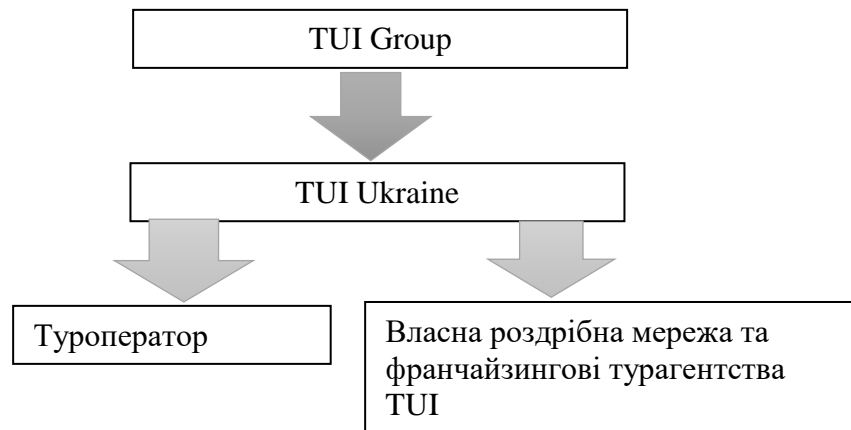 TUI Group
TUI Ukraine
Туроператор
Власна роздрібна мережа та
франчайзингові турагентства
TUI